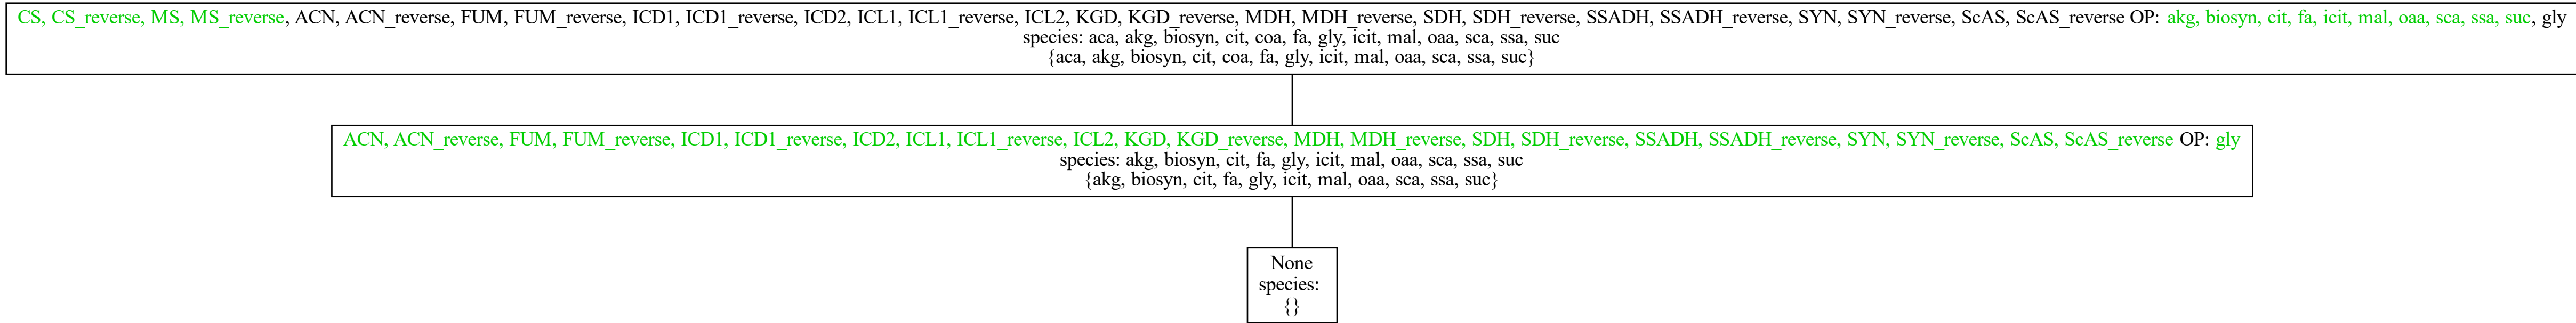 CS, CS_reverse, MS, MS_reverse, ACN, ACN_reverse, FUM, FUM_reverse, ICD1, ICD1_reverse, ICD2, ICL1, ICL1_reverse, ICL2, KGD, KGD_reverse, MDH, MDH_reverse, SDH, SDH_reverse, SSADH, SSADH_reverse, SYN, SYN_reverse, ScAS, ScAS_reverse OP: akg, biosyn, cit, fa, icit, mal, oaa, sca, ssa, suc, gly
species: aca, akg, biosyn, cit, coa, fa, gly, icit, mal, oaa, sca, ssa, suc
{aca, akg, biosyn, cit, coa, fa, gly, icit, mal, oaa, sca, ssa, suc}
ACN, ACN_reverse, FUM, FUM_reverse, ICD1, ICD1_reverse, ICD2, ICL1, ICL1_reverse, ICL2, KGD, KGD_reverse, MDH, MDH_reverse, SDH, SDH_reverse, SSADH, SSADH_reverse, SYN, SYN_reverse, ScAS, ScAS_reverse OP: gly
species: akg, biosyn, cit, fa, gly, icit, mal, oaa, sca, ssa, suc
{akg, biosyn, cit, fa, gly, icit, mal, oaa, sca, ssa, suc}
None
species:
{}